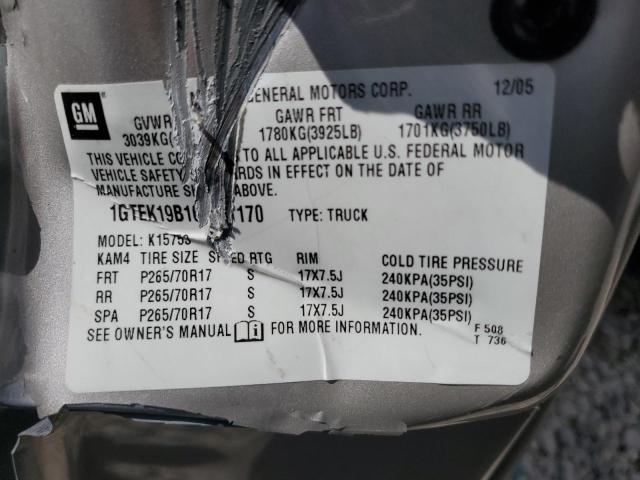 GM
GENERAL MOTORS CORP. 12/05
GVWR GAWR FRT GAWR RR
3039KG( 1780KG(3925LB) 1701KG(3750LB)
THIS VEHICLE TO ALL APPLICABLE U.S. FEDERAL MOTOR
VEHICLE SAFETY IN EFFECT ON THE DATE OF
MANUFACTURE ABOVE.
1GTEK19B1 170 TYPE: TRUCK
MODEL: K15753
KAM4 TIRE SIZE SPEED RTG RIM COLD TIRE PRESSURE
FRT P265/70R17 S 17X7.5J 240KPA(35PSI)
RR P265/70R17 S 17X7.5J 240KPA(35PSI)
SPA P265/70R17 S 17X7.5J 240KPA(35PSI)
SEE OWNER'S MANUAL FOR MORE INFORMATION. F 508
T 736